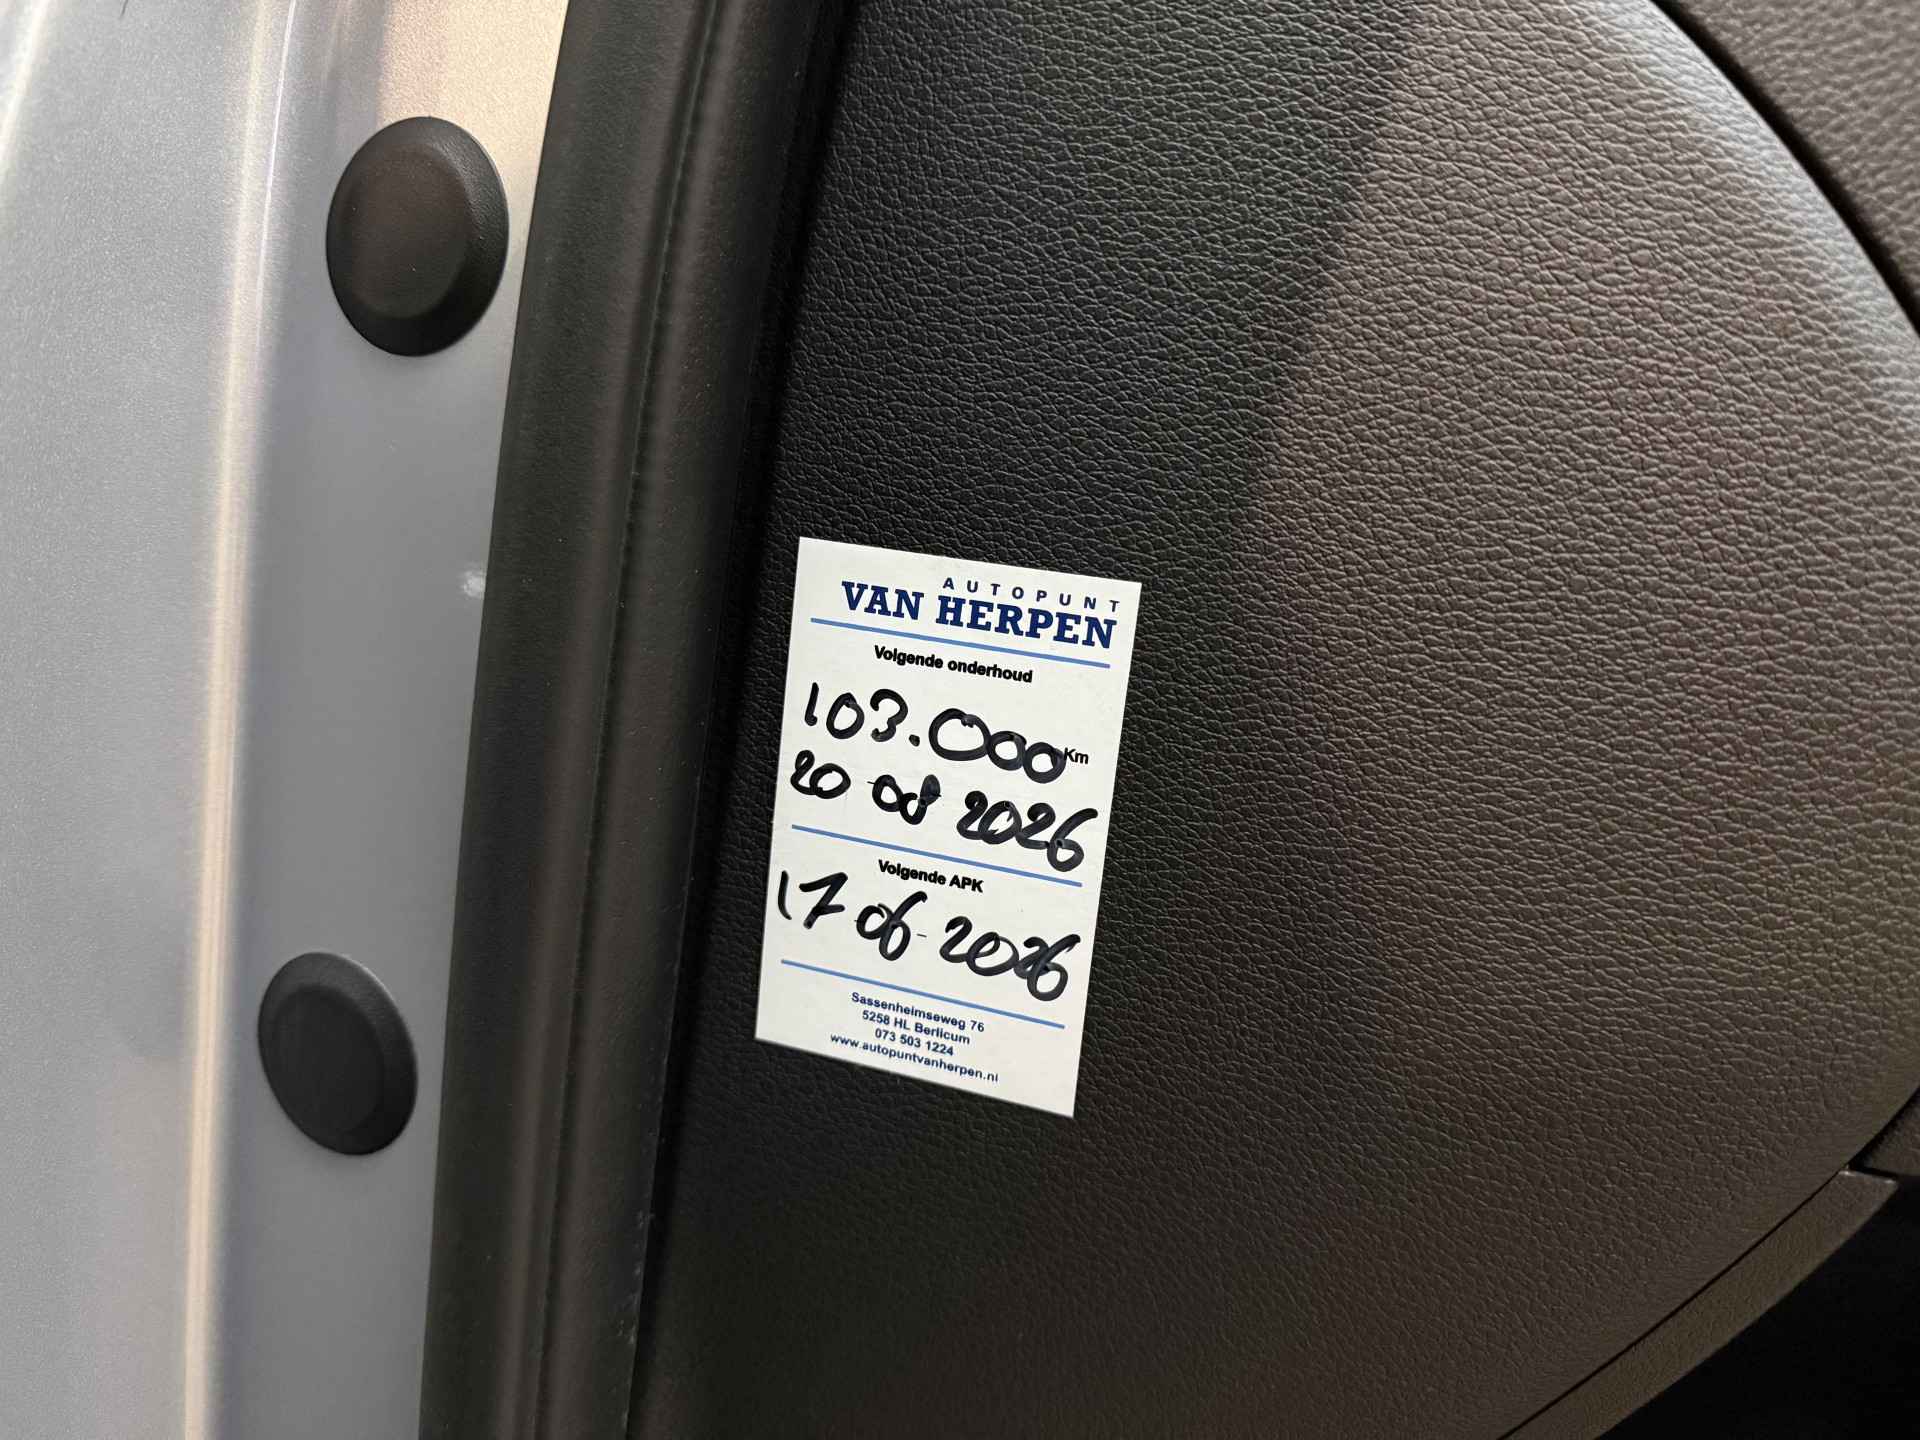 AUTOPUNT
VAN HERPEN
Volgende onderhoud
103.000 Km
20-08 2026
Volgende APK
17-06-2026
Sassenheimseweg 76
5258 HL Berlicum
073 503 1224
www.autopuntvanherpen.nl